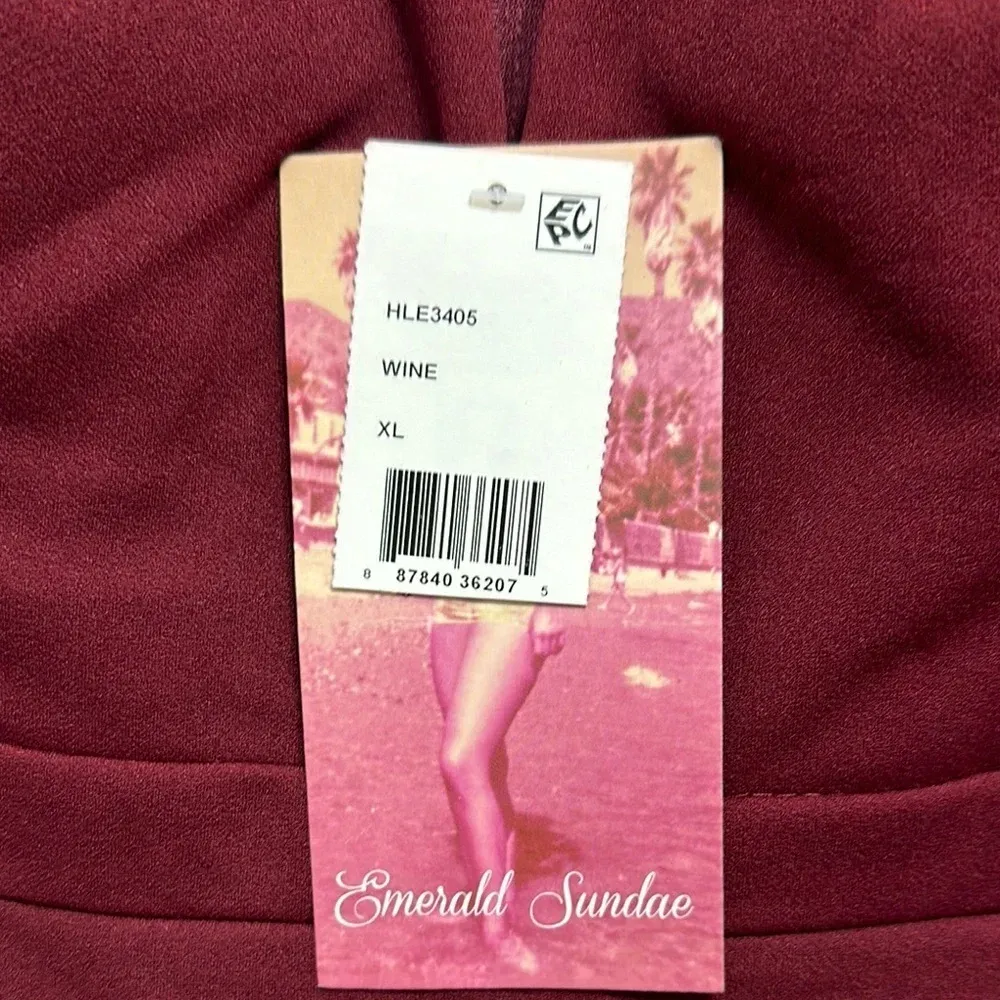 EPC
HLE3405
WINE
XL
8 87840 36207 5
Emerald Sundae